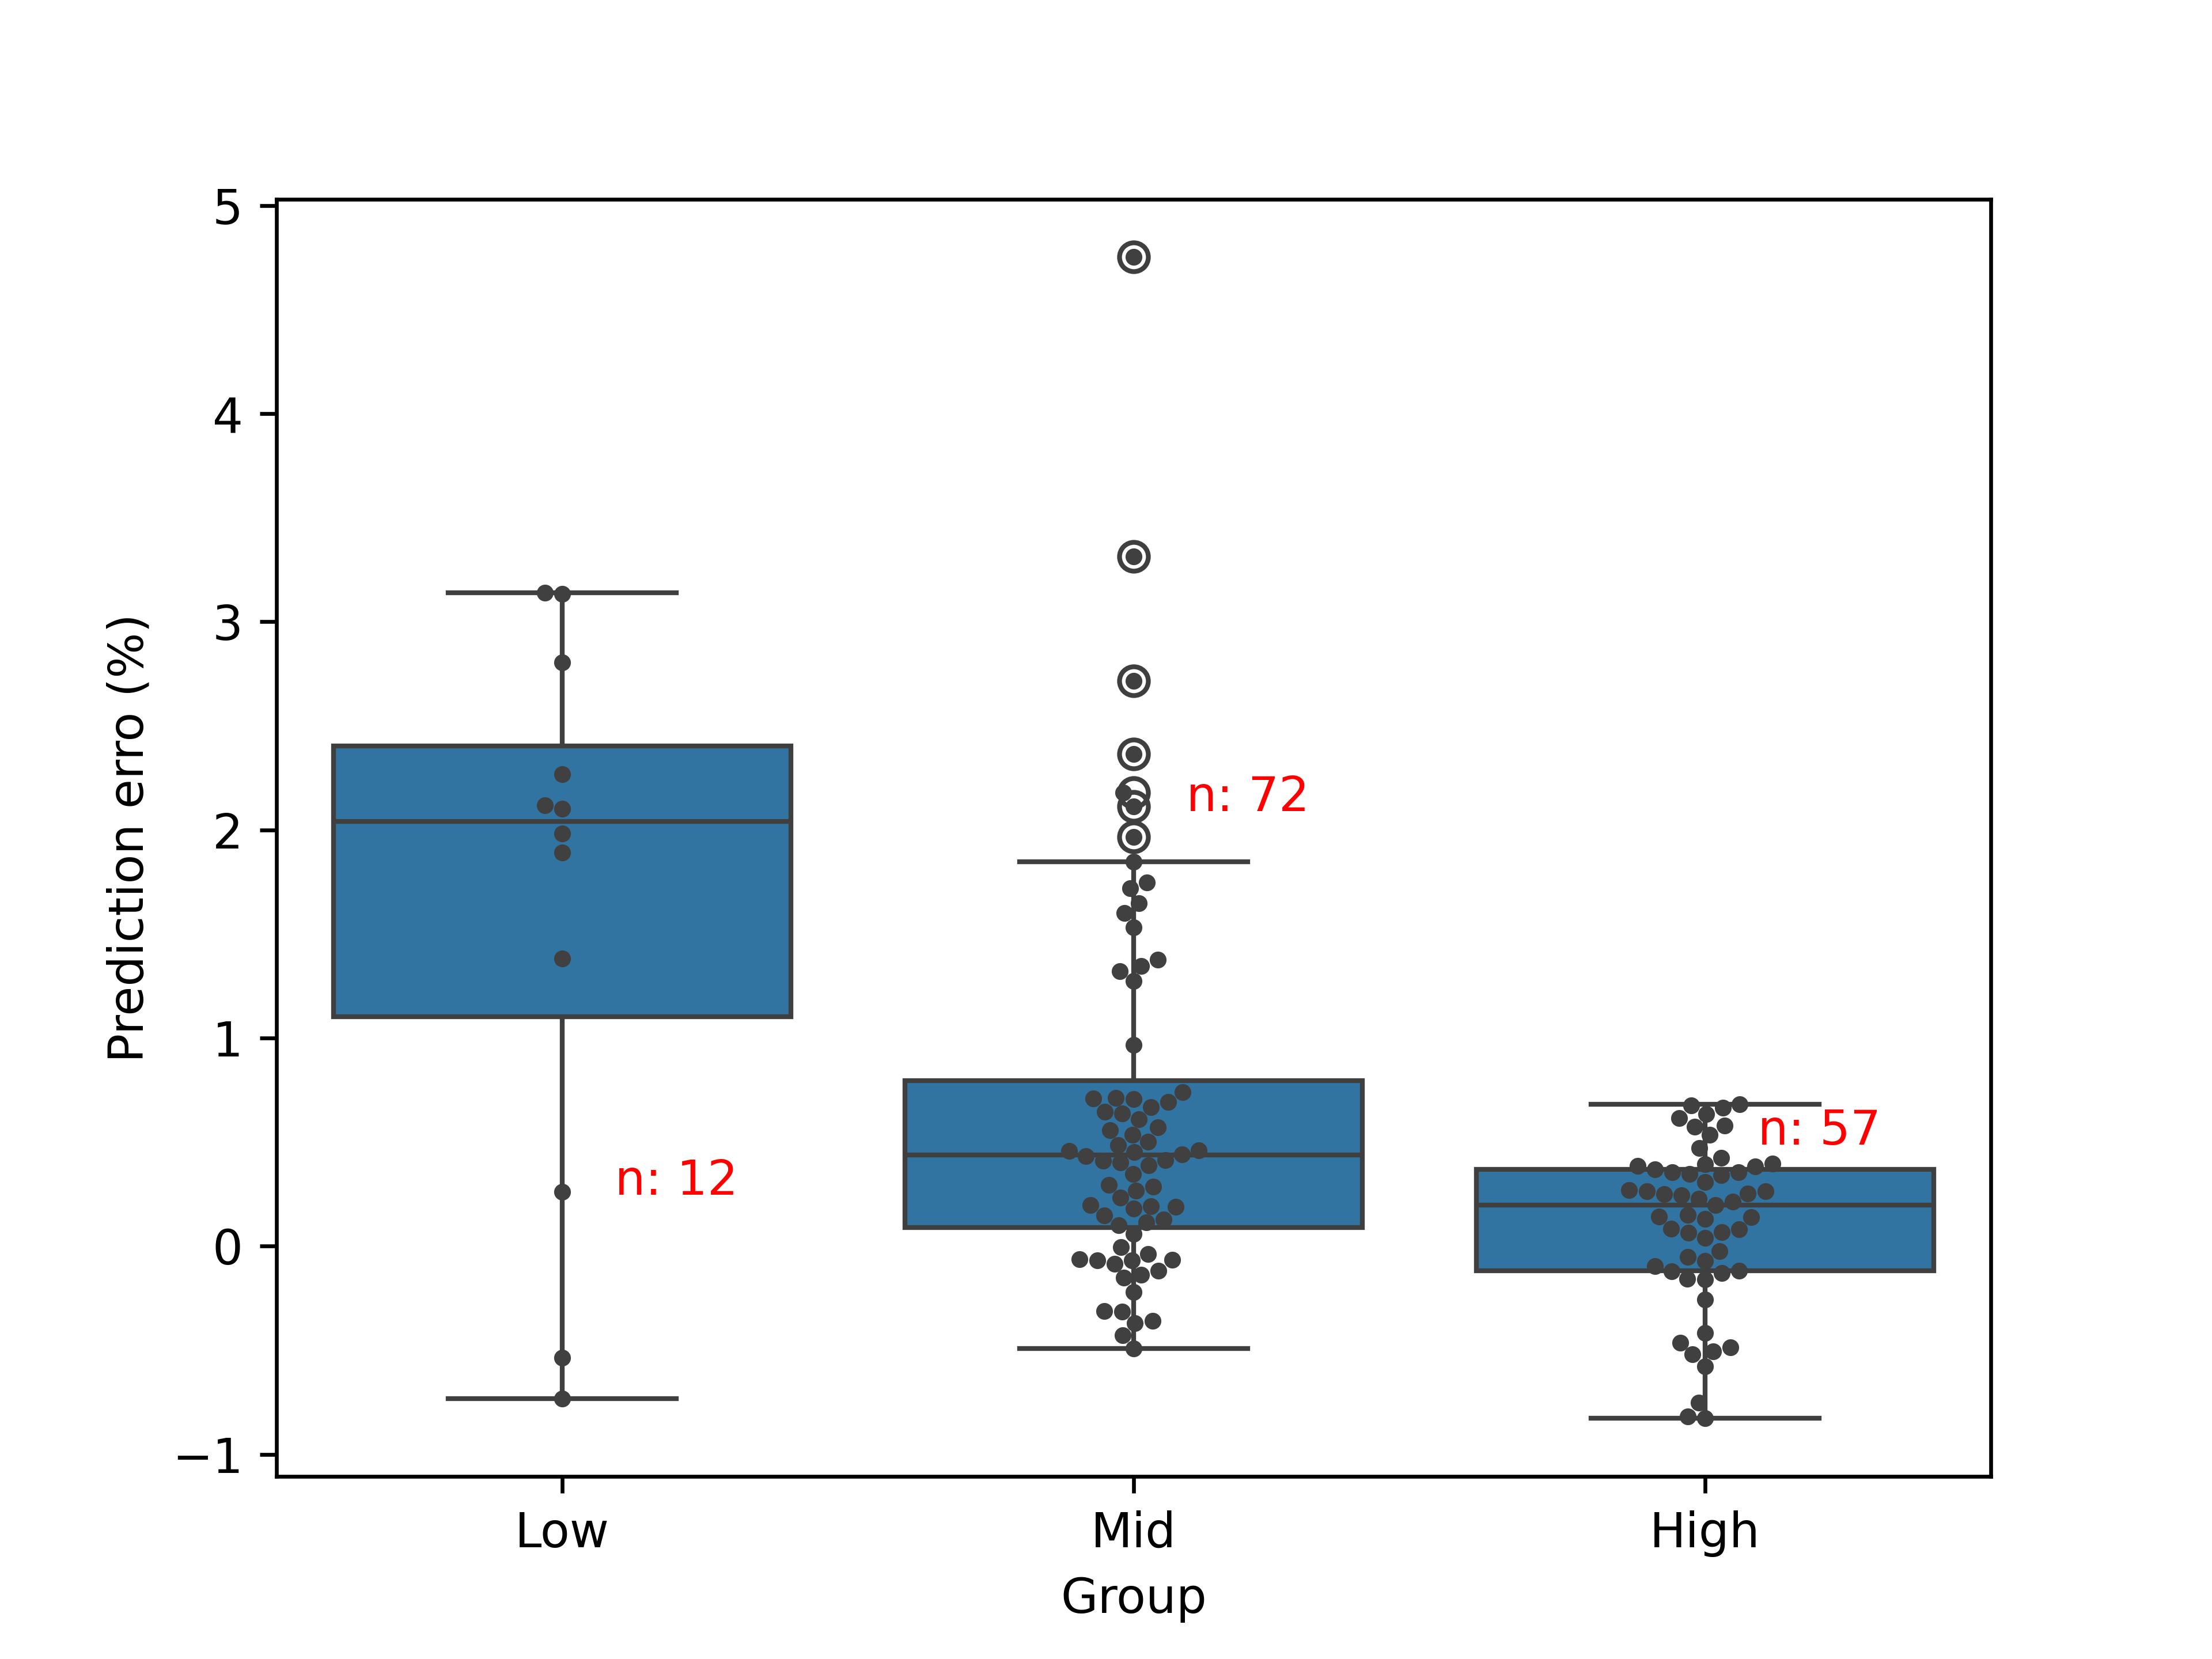 5
4
3
2
1
0
−1
Prediction erro (%)
n: 72
n: 57
n: 12
Low
Mid
High
Group